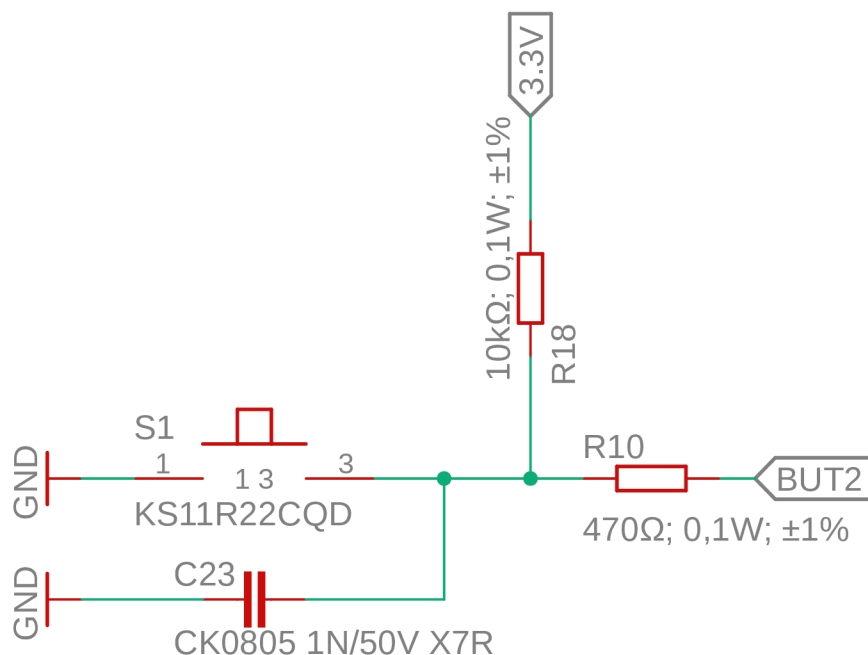 3.3V
10kΩ; 0,1W; ±1%
R18
S1
1
1 3
3
KS11R22CQD
GND
R10
BUT2
470Ω; 0,1W; ±1%
C23
GND
CK0805 1N/50V X7R